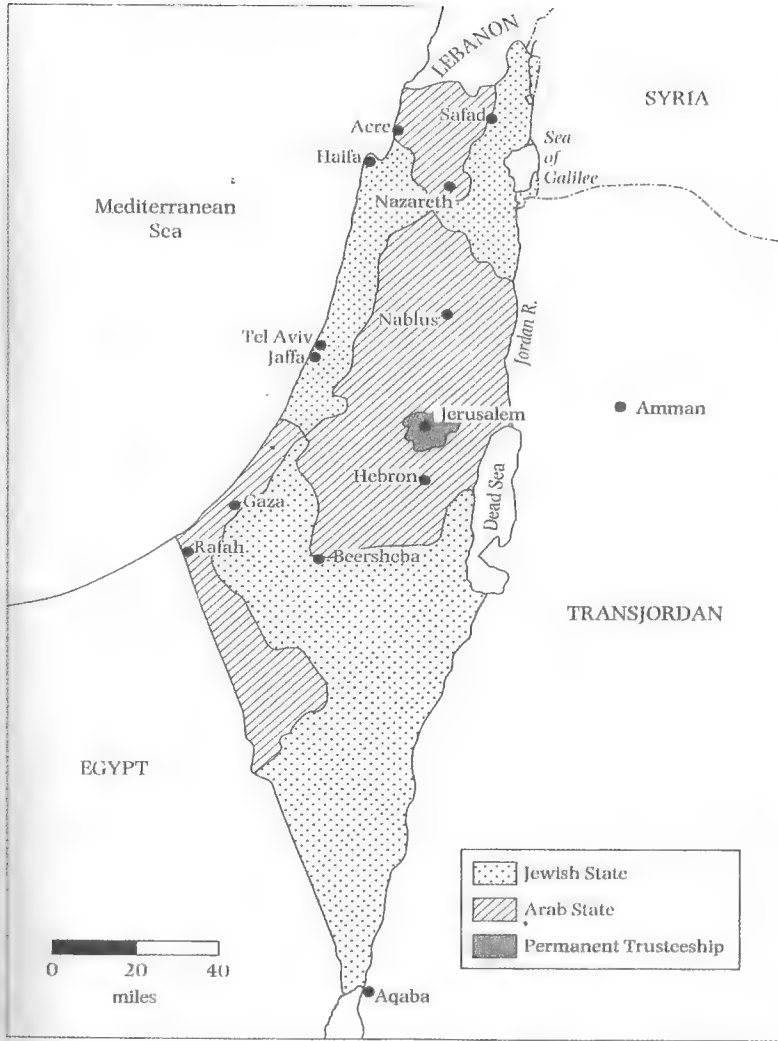 LEBANON
SYRIA
Safad
Acre
Sea
of
Galilee
Haifa
Nazareth
Mediterranean
Sea
Nablus
Jordan R.
Tel Aviv
Jaffa
Jerusalem
Amman
Hebron
Dead Sea
Gaza
Rafah
Beersheba
TRANSJORDAN
EGYPT
Jewish State
Arab State
Permanent Trusteeship
0 20 40
miles
Aqaba